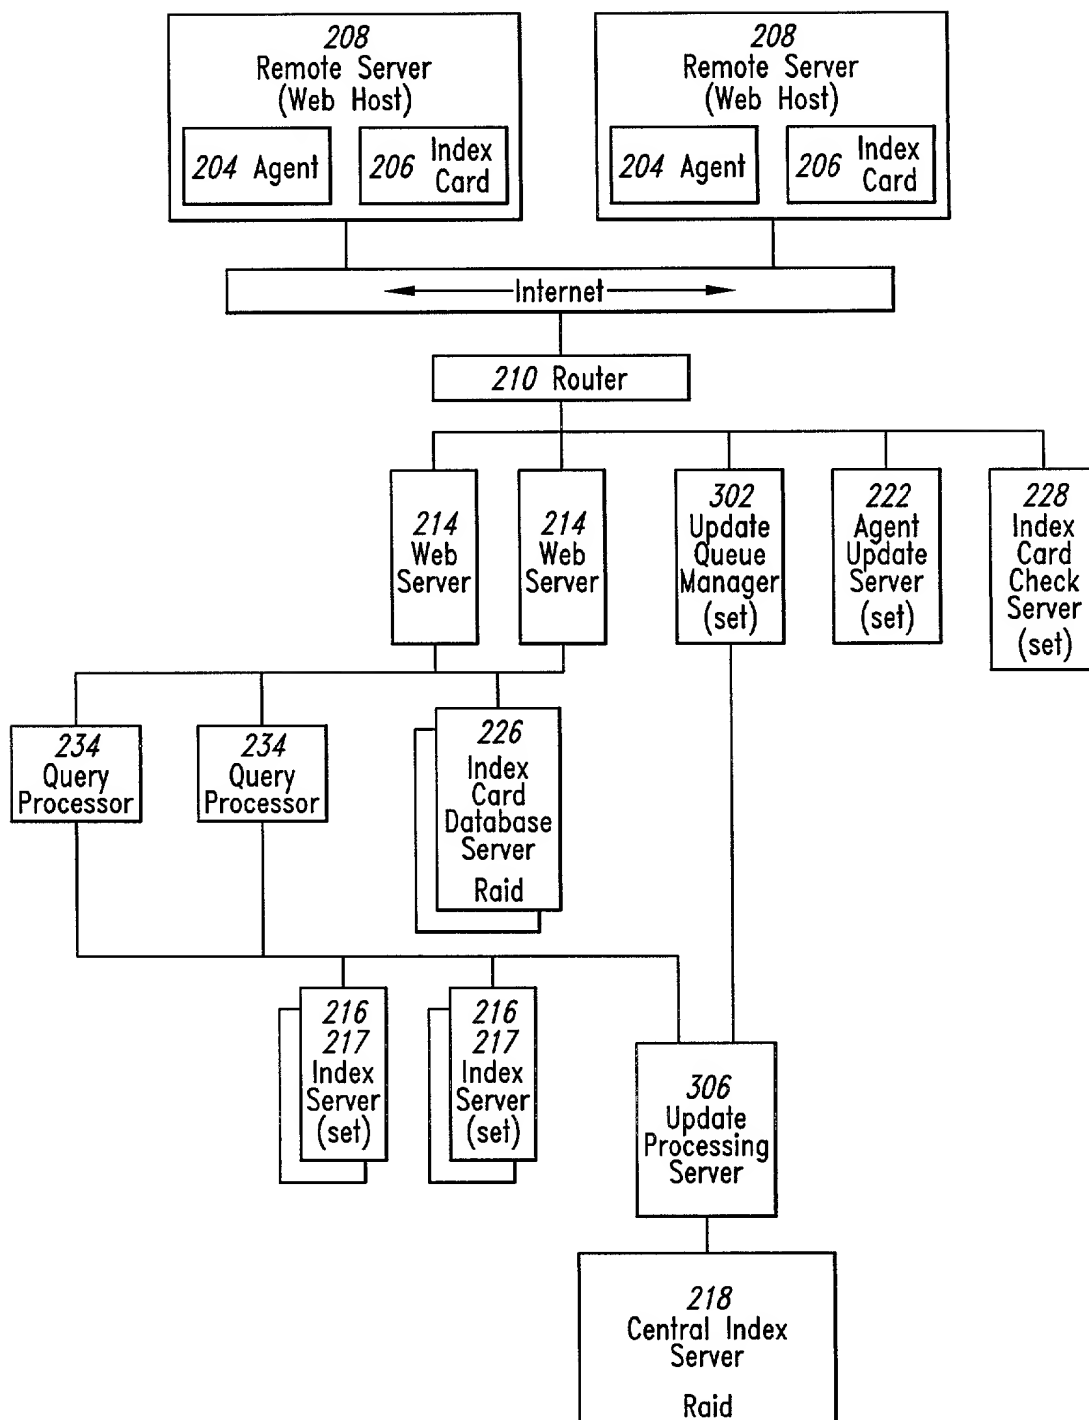 208
Remote Server
(Web Host)
204 Agent
206 Index
Card
208
Remote Server
(Web Host)
204 Agent
206 Index
Card
Internet
210 Router
214
Web
Server
214
Web
Server
302
Update
Queue
Manager
(set)
222
Agent
Update
Server
(set)
228
Index
Card
Check
Server
(set)
234
Query
Processor
234
Query
Processor
226
Index
Card
Database
Server
Raid
216
217
Index
Server
(set)
216
217
Index
Server
(set)
306
Update
Processing
Server
218
Central Index
Server
Raid